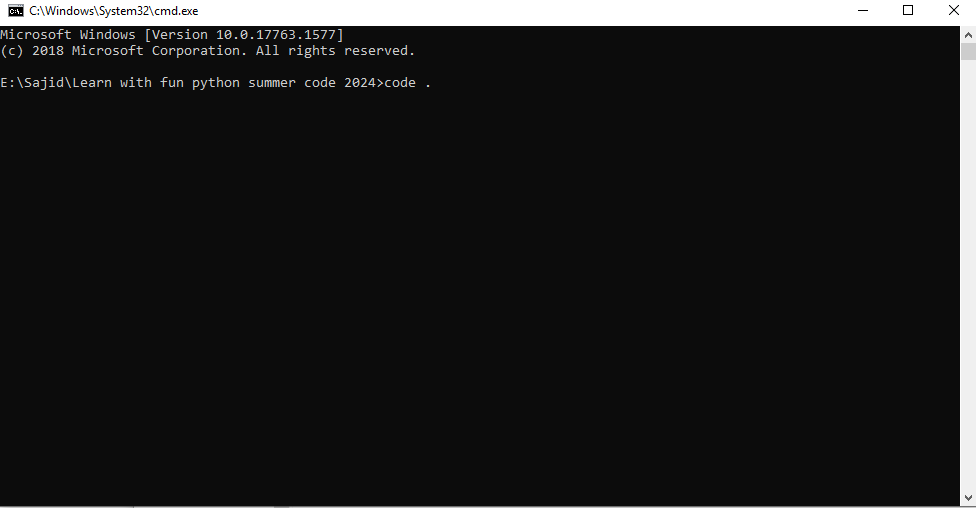 C:\Windows\System32\cmd.exe
Microsoft Windows [Version 10.0.17763.1577]
(c) 2018 Microsoft Corporation. All rights reserved.
E:\Sajid\Learn with fun python summer code 2024>code .